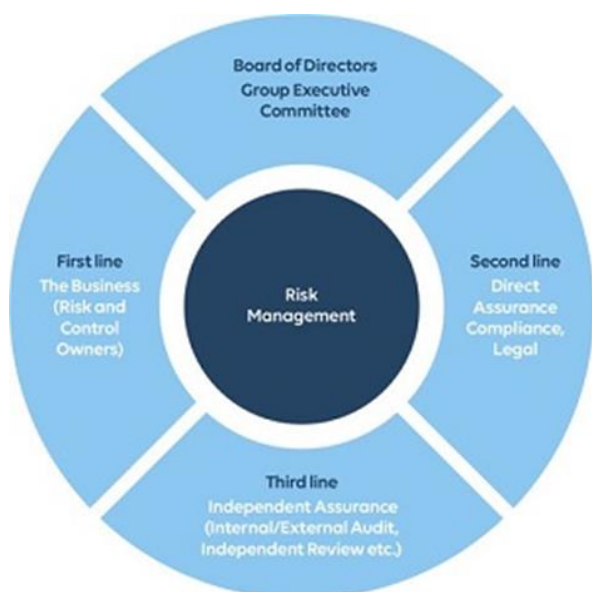 Board of Directors
Group Executive
Committee
First line
The Business
(Risk and
Control
Owners)
Risk
Management
Second line
Direct
Assurance
Compliance,
Legal
Third line
Independent Assurance
(Internal/External Audit,
Independent Review etc.)